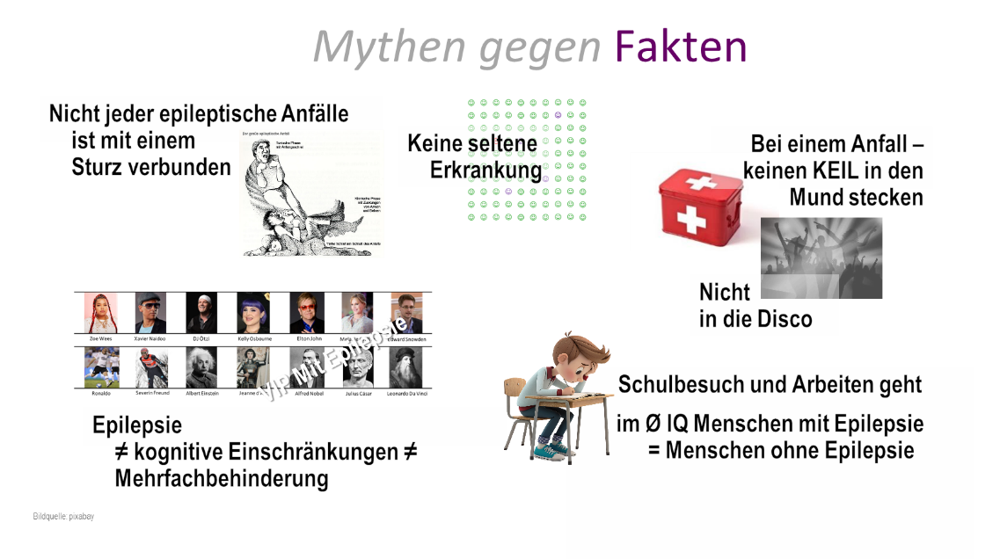 Mythen gegen Fakten
Nicht jeder epileptische Anfälle
ist mit einem
Sturz verbunden
Der große epileptische Anfall
Tonische Phase
mit Anfangsschrei
Klonische Phase
mit Zuckungen
von Armen
und Beinen
Tiefer Schlaf am Schluß des Anfalls
Keine seltene
Erkrankung
Bei einem Anfall –
keinen KEIL in den
Mund stecken
Nicht
in die Disco
Zoe Wees
Xavier Naidoo
DJ Ötzi
Kelly Osbourne
Elton John
Edward Snowden
VIP Mit Epilepsie
Ronaldo
Severin Freund
Albert Einstein
Jeanne
Alfred Nobel
Julius Cäsar
Leonardo Da Vinci
Epilepsie
≠ kognitive Einschränkungen ≠
Mehrfachbehinderung
Schulbesuch und Arbeiten geht
im Ø IQ Menschen mit Epilepsie
= Menschen ohne Epilepsie
Bildquelle: pixabay